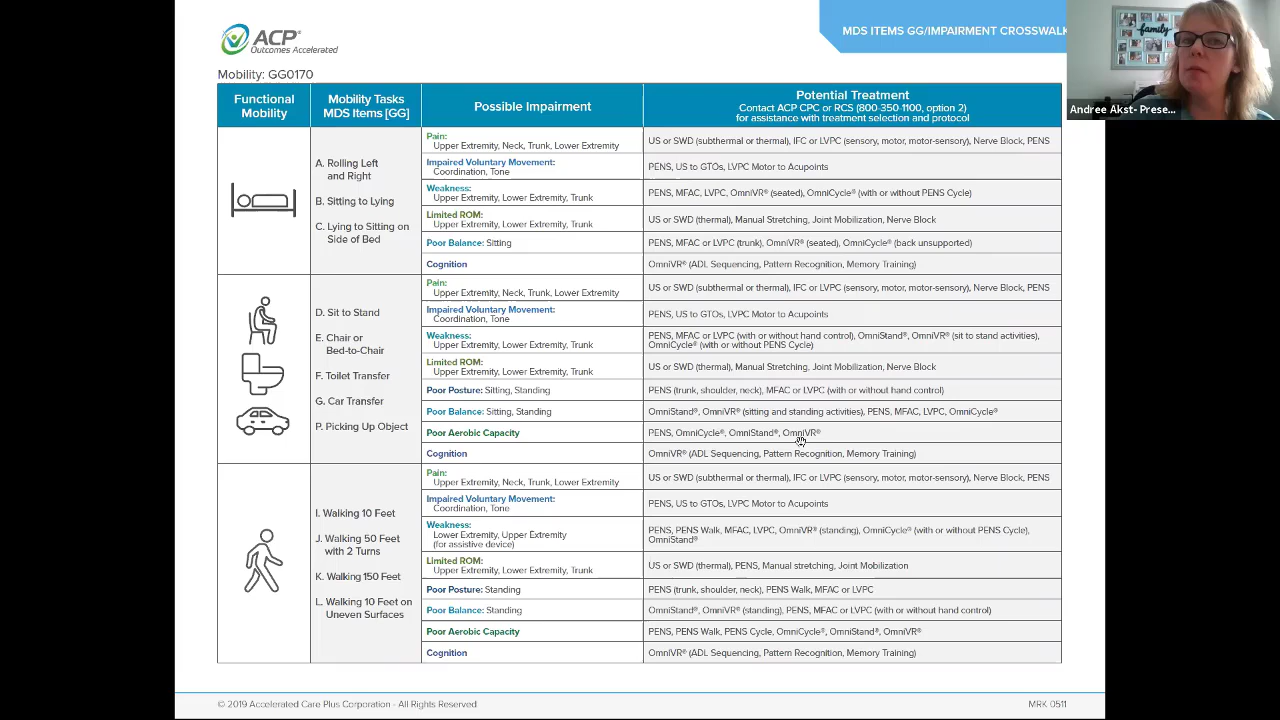 ACP®
Outcomes Accelerated
MDS ITEMS GG/IMPAIRMENT CROSSWALK
family
Andree Akst- Prese...
Mobility: GG0170
Functional
Mobility
Mobility Tasks
MDS Items [GG]
Possible Impairment
Potential Treatment
Contact ACP CPC or RCS (800-350-1100, option 2)
for assistance with treatment selection and protocol
A. Rolling Left
and Right
B. Sitting to Lying
C. Lying to Sitting on
Side of Bed
Pain:
Upper Extremity, Neck, Trunk, Lower Extremity
US or SWD (subthermal or thermal), IFC or LVPC (sensory, motor, motor-sensory), Nerve Block, PENS
Impaired Voluntary Movement:
Coordination, Tone
PENS, US to GTOs, LVPC Motor to Acupoints
Weakness:
Upper Extremity, Lower Extremity, Trunk
PENS, MFAC, LVPC, OmniVR® (seated), OmniCycle® (with or without PENS Cycle)
Limited ROM:
Upper Extremity, Lower Extremity, Trunk
US or SWD (thermal), Manual Stretching, Joint Mobilization, Nerve Block
Poor Balance: Sitting
PENS, MFAC or LVPC (trunk), OmniVR® (seated), OmniCycle® (back unsupported)
Cognition
OmniVR® (ADL Sequencing, Pattern Recognition, Memory Training)
D. Sit to Stand
E. Chair or
Bed-to-Chair
F. Toilet Transfer
G. Car Transfer
P. Picking Up Object
Pain:
Upper Extremity, Neck, Trunk, Lower Extremity
US or SWD (subthermal or thermal), IFC or LVPC (sensory, motor, motor-sensory), Nerve Block, PENS
Impaired Voluntary Movement:
Coordination, Tone
PENS, US to GTOs, LVPC Motor to Acupoints
Weakness:
Upper Extremity, Lower Extremity, Trunk
PENS, MFAC or LVPC (with or without hand control), OmniStand®, OmniVR® (sit to stand activities),
OmniCycle® (with or without PENS Cycle)
Limited ROM:
Upper Extremity, Lower Extremity, Trunk
US or SWD (thermal), Manual Stretching, Joint Mobilization, Nerve Block
Poor Posture: Sitting, Standing
PENS (trunk, shoulder, neck), MFAC or LVPC (with or without hand control)
Poor Balance: Sitting, Standing
OmniStand®, OmniVR® (sitting and standing activities), PENS, MFAC, LVPC, OmniCycle®
Poor Aerobic Capacity
PENS, OmniCycle®, OmniStand®, OmniVR®
Cognition
OmniVR® (ADL Sequencing, Pattern Recognition, Memory Training)
I. Walking 10 Feet
J. Walking 50 Feet
with 2 Turns
K. Walking 150 Feet
L. Walking 10 Feet on
Uneven Surfaces
Pain:
Upper Extremity, Neck, Trunk, Lower Extremity
US or SWD (subthermal or thermal), IFC or LVPC (sensory, motor, motor-sensory), Nerve Block, PENS
Impaired Voluntary Movement:
Coordination, Tone
PENS, US to GTOs, LVPC Motor to Acupoints
Weakness:
Lower Extremity, Upper Extremity
(for assistive device)
PENS, PENS Walk, MFAC, LVPC, OmniVR® (standing), OmniCycle® (with or without PENS Cycle),
OmniStand®
Limited ROM:
Upper Extremity, Lower Extremity, Trunk
US or SWD (thermal), PENS, Manual stretching, Joint Mobilization
Poor Posture: Standing
PENS (trunk, shoulder, neck), PENS Walk, MFAC or LVPC
Poor Balance: Standing
OmniStand®, OmniVR® (standing), PENS, MFAC or LVPC (with or without hand control)
Poor Aerobic Capacity
PENS, PENS Walk, PENS Cycle, OmniCycle®, OmniStand®, OmniVR®
Cognition
OmniVR® (ADL Sequencing, Pattern Recognition, Memory Training)
© 2019 Accelerated Care Plus Corporation - All Rights Reserved
MRK 0511